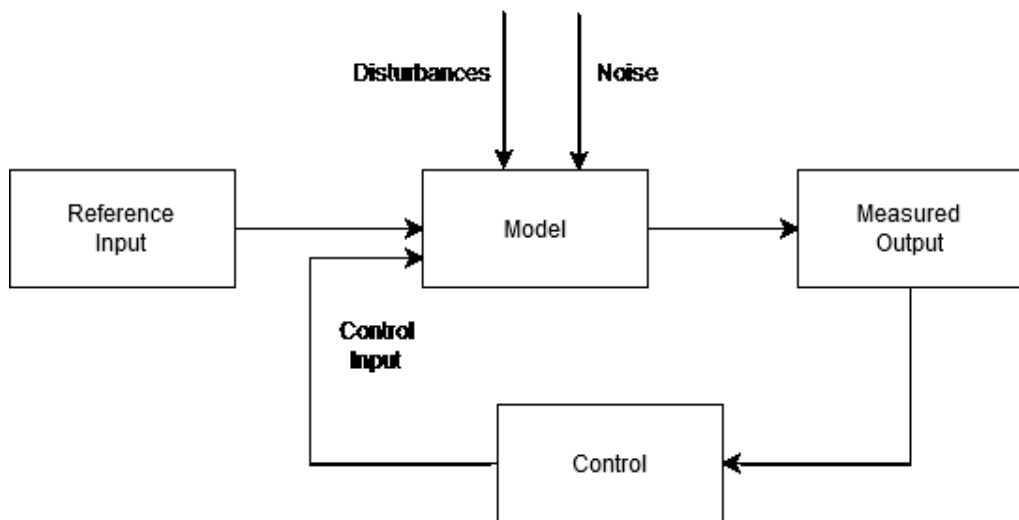 Disturbances
Noise
Reference
Input
Model
Measured
Output
Control
Input
Control